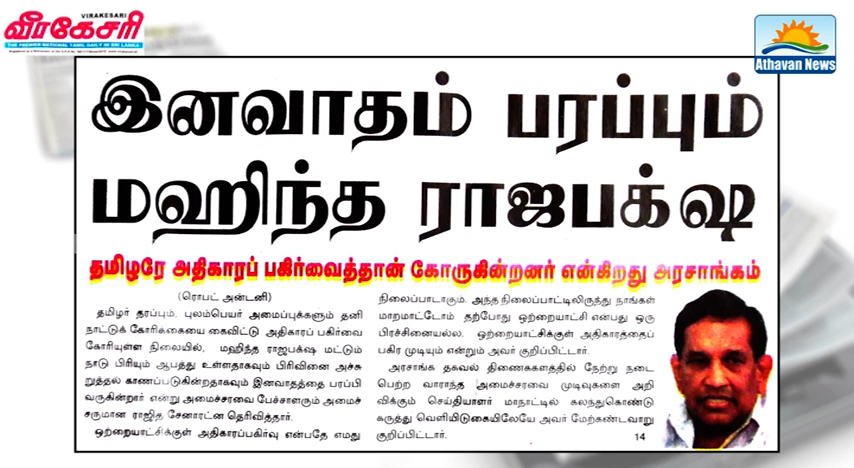 VIRAKESARI
வீரகேசரி
THE PREMIER NATIONAL TAMIL DAILY IN SRI LANKA
Athavan News
இனவாதம் பரப்பும்
மஹிந்த ராஜபக்ஷ
தமிழரே அதிகாரப் பகிர்வைத்தான் கோருகின்றனர் என்கிறது அரசாங்கம்
(ரொபட் அன்டனி)
தமிழர் தரப்பும், புலம்பெயர் அமைப்புக்களும் தனி
நாட்டுக் கோரிக்கையை கைவிட்டு அதிகாரப் பகிர்வை
கோரியுள்ள நிலையில், மஹிந்த ராஜபக்ஷ மட்டும்
நாடு பிரியும் ஆபத்து உள்ளதாகவும் பிரிவினை அச்சு
றுத்தல் காணப்படுகின்றதாகவும் இனவாதத்தை பரப்பி
வருகின்றார் என்று அமைச்சரவை பேச்சாளரும் அமைச்
சருமான ராஜித சேனாரட்ன தெரிவித்தார்.
ஒற்றையாட்சிக்குள் அதிகாரப்பகிர்வு என்பதே எமது
நிலைப்பாடாகும். அந்த நிலைப்பாட்டிலிருந்து நாங்கள்
மாறமாட்டோம் தற்போது ஒற்றையாட்சி என்பது ஒரு
பிரச்சினையல்ல. ஒற்றையாட்சிக்குள் அதிகாரத்தைப்
பகிர முடியும் என்றும் அவர் குறிப்பிட்டார்.
அரசாங்க தகவல் திணைக்களத்தில் நேற்று நடை
பெற்ற வாராந்த அமைச்சரவை முடிவுகளை அறி
விக்கும் செய்தியாளர் மாநாட்டில் கலந்துகொண்டு
கருத்து வெளியிடுகையிலேயே அவர் மேற்கண்டவாறு
குறிப்பிட்டார்.
14